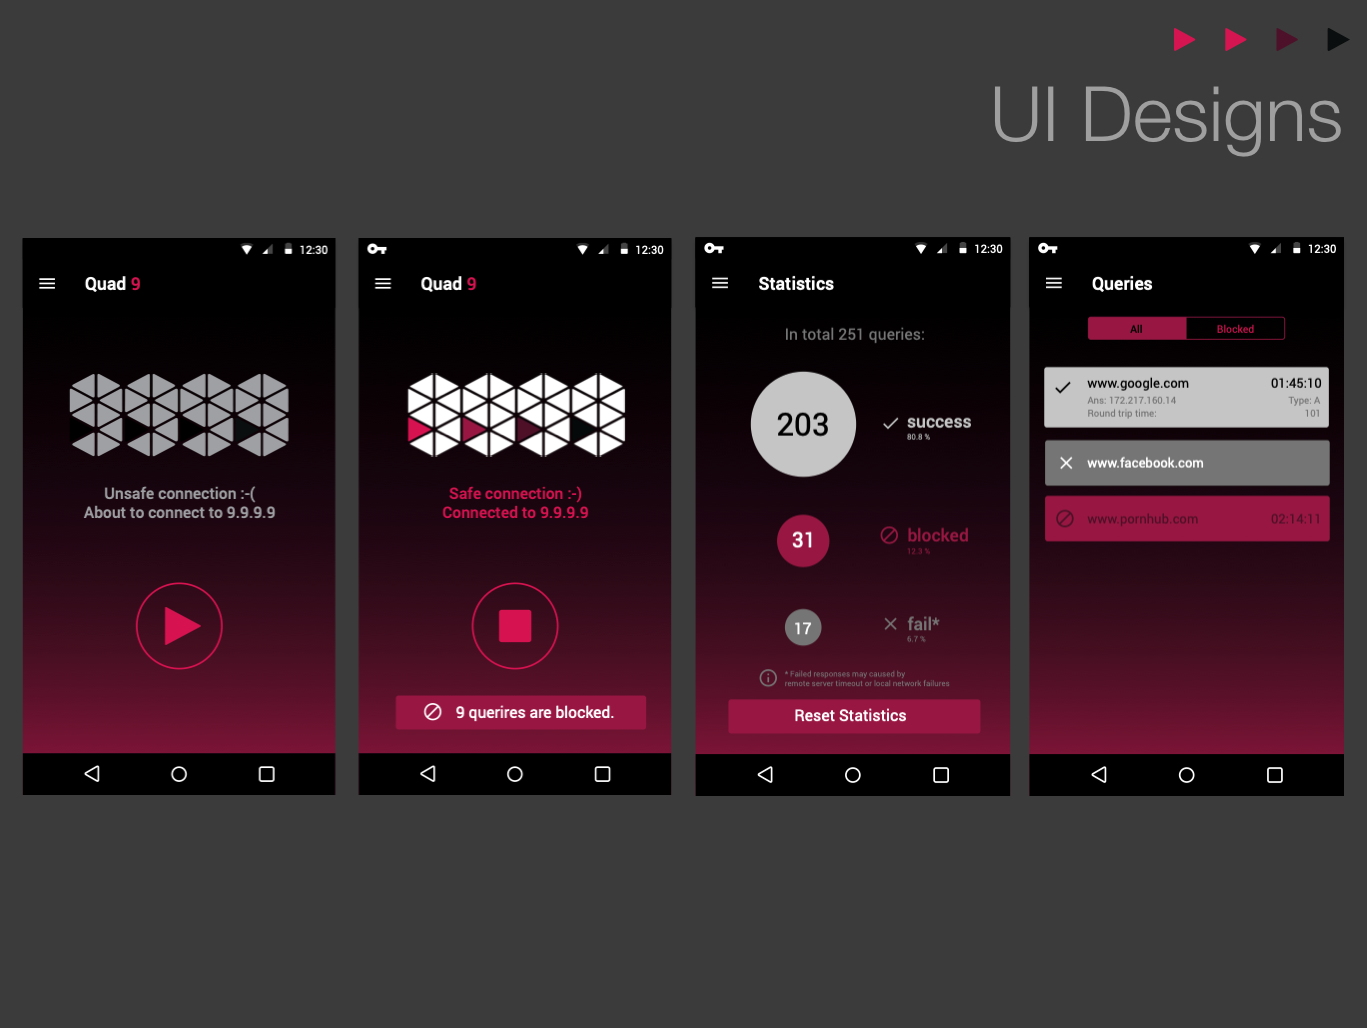 UI Designs
12:30
Quad 9
Unsafe connection :-(
About to connect to 9.9.9.9
12:30
Quad 9
Safe connection :-)
Connected to 9.9.9.9
9 querires are blocked.
12:30
Statistics
In total 251 queries:
203
success
80.8 %
31
blocked
12.3 %
17
fail*
6.7 %
* Failed responses may caused by
remote server timeout or local network failures
Reset Statistics
12:30
Queries
All Blocked
www.google.com 01:45:10
Ans: 172.217.160.14 Type: A
Round trip time: 101
www.facebook.com
www.pornhub.com 02:14:11